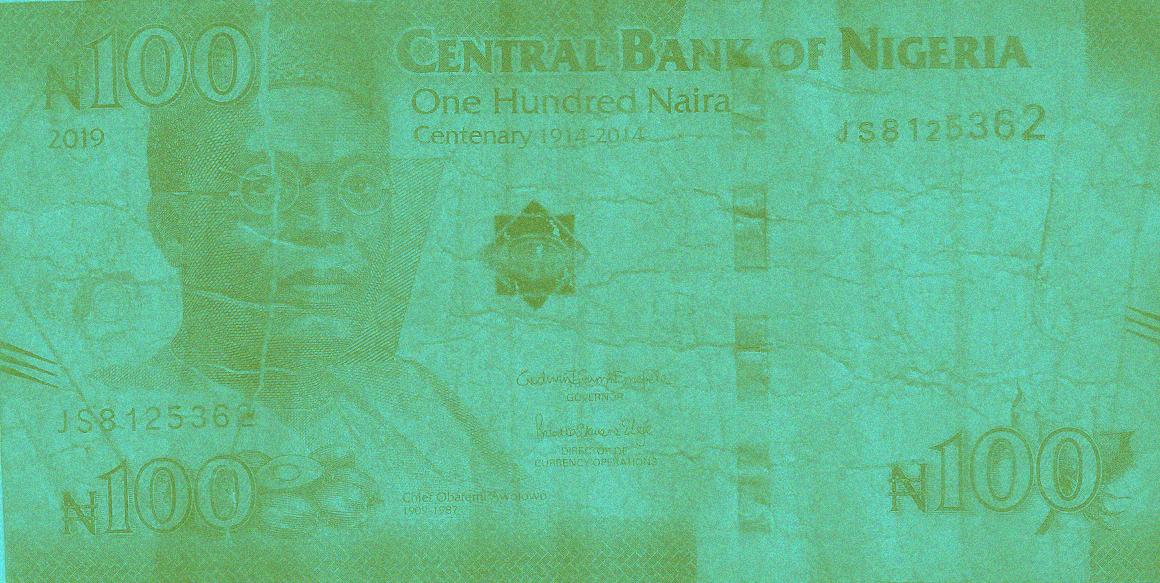 ₦100
CENTRAL BANK OF NIGERIA
One Hundred Naira
2019
Centenary 1914-2014
JS8125362
GOVERNOR
JS8125362
DIRECTOR OF
CURRENCY OPERATIONS
₦100
Chief Obafemi Awolowo
1909-1987
₦100